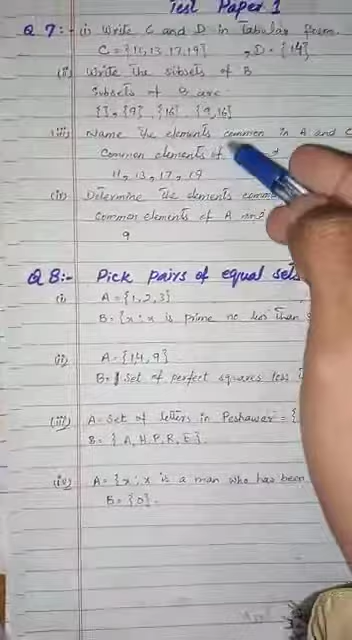 Test Paper 1
Q 7:- (i) Write C and D in Tabular form.
C = {11, 13, 17, 19} , D = {14}
(ii) Write the subsets of B
Subsets of B are
{ }, {9}, {16}, {9,16}
(iii) Name the elements common in A and C
Common elements of
11, 13, 17, 19
(iv) Determine the elements
Common elements of A and
9
Q 8:- Pick pairs of equal sets
(i) A = {1,2,3}
B = {x : x is prime no less than
(ii) A = {14, 9}
B = Set of perfect squares less
(iii) A = Set of letters in Peshawar = {
B = { A, H, P, R, E}
(iv) A = {x : x is a man who has been
B = {0}.